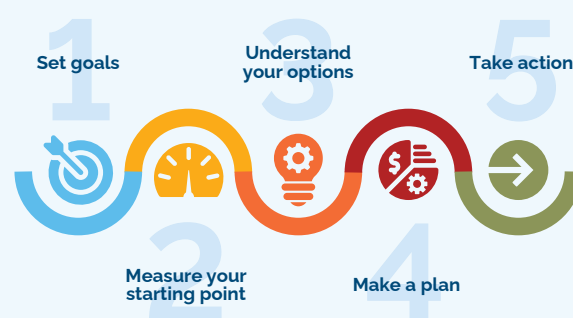 1
Set goals
2
Measure your
starting point
3
Understand
your options
$
4
Make a plan
5
Take action